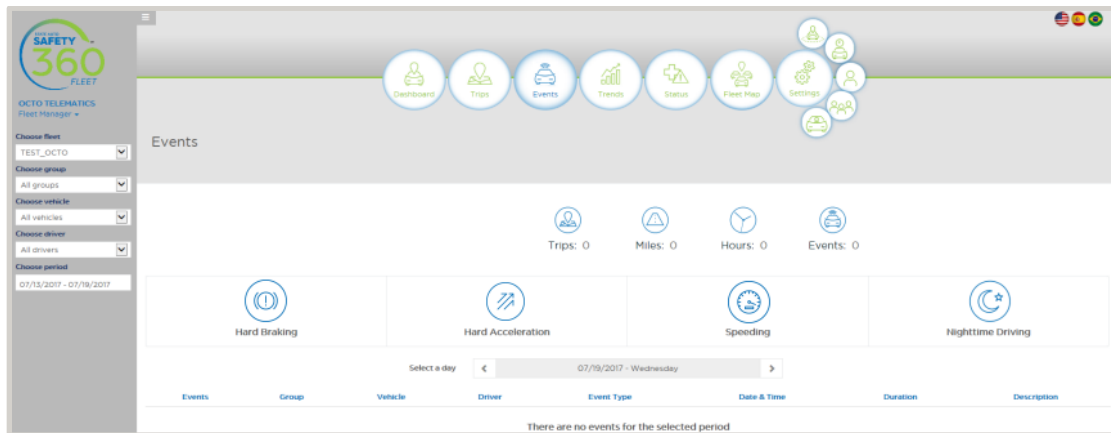 SAFETY
360
FLEET
OCTO TELEMATICS
Fleet Manager
Choose fleet
TEST_OCTO
Choose group
All groups
Choose vehicle
All vehicles
Choose driver
All drivers
Choose period
07/13/2017 - 07/19/2017
Dashboard
Trips
Events
Trends
Status
Fleet Map
Settings
Events
Trips: 0
Miles: 0
Hours: 0
Events: 0
Hard Braking
Hard Acceleration
Speeding
Nighttime Driving
Select a day
07/19/2017 - Wednesday
Events Group Vehicle Driver Event Type Date & Time Duration Description
There are no events for the selected period